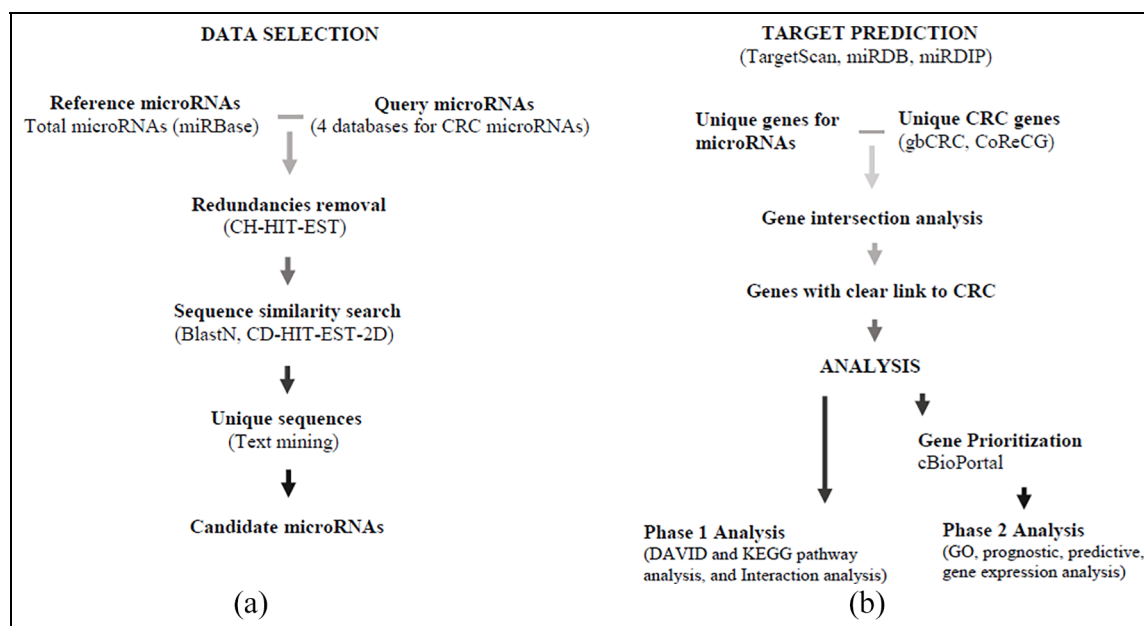 DATA SELECTION
Reference microRNAs
Total microRNAs (miRBase)
Query microRNAs
(4 databases for CRC microRNAs)
Redundancies removal
(CH-HIT-EST)
Sequence similarity search
(BlastN, CD-HIT-EST-2D)
Unique sequences
(Text mining)
Candidate microRNAs
(a)
TARGET PREDICTION
(TargetScan, miRDB, miRDIP)
Unique genes for
microRNAs
Unique CRC genes
(gbCRC, CoReCG)
Gene intersection analysis
Genes with clear link to CRC
ANALYSIS
Gene Prioritization
cBioPortal
Phase 1 Analysis
(DAVID and KEGG pathway
analysis, and Interaction analysis)
Phase 2 Analysis
(GO, prognostic, predictive,
gene expression analysis)
(b)